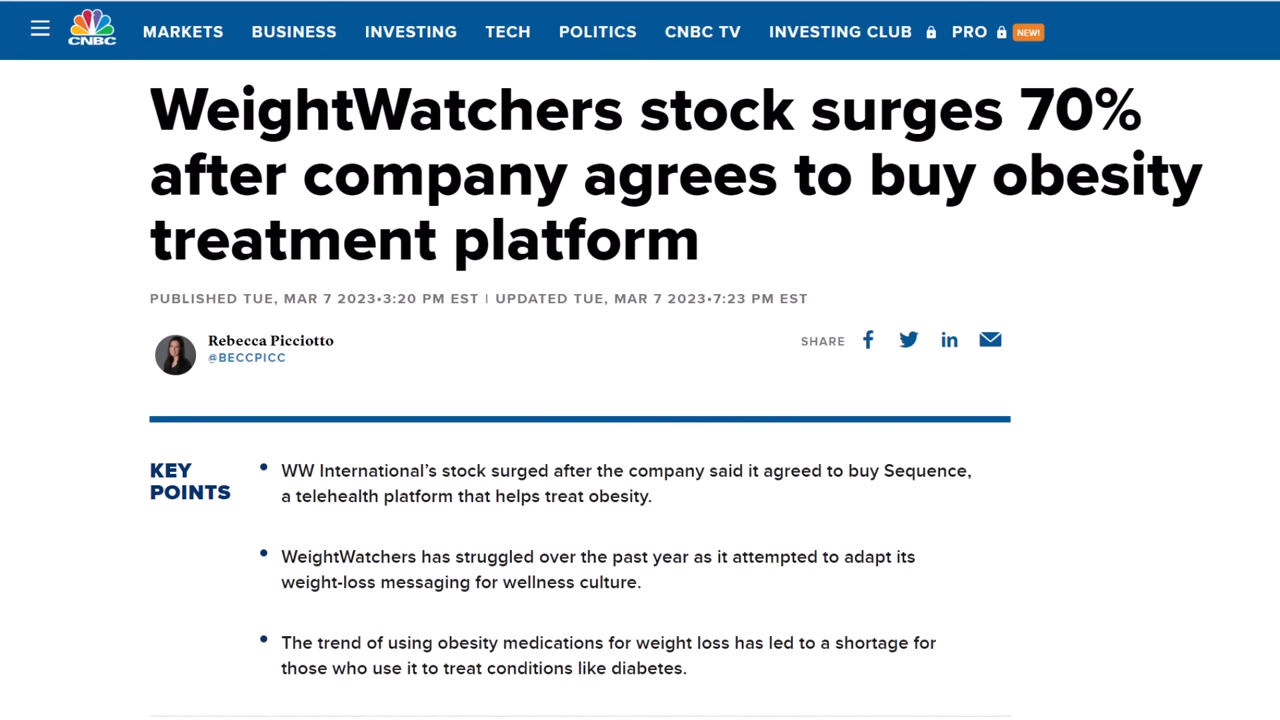 CNBC
MARKETS BUSINESS INVESTING TECH POLITICS CNBC TV INVESTING CLUB PRO NEW!
WeightWatchers stock surges 70%
after company agrees to buy obesity
treatment platform
PUBLISHED TUE, MAR 7 2023•3:20 PM EST | UPDATED TUE, MAR 7 2023•7:23 PM EST
Rebecca Picciotto
@BECCPICC
SHARE
KEY
POINTS
WW International’s stock surged after the company said it agreed to buy Sequence,
a telehealth platform that helps treat obesity.
WeightWatchers has struggled over the past year as it attempted to adapt its
weight-loss messaging for wellness culture.
The trend of using obesity medications for weight loss has led to a shortage for
those who use it to treat conditions like diabetes.